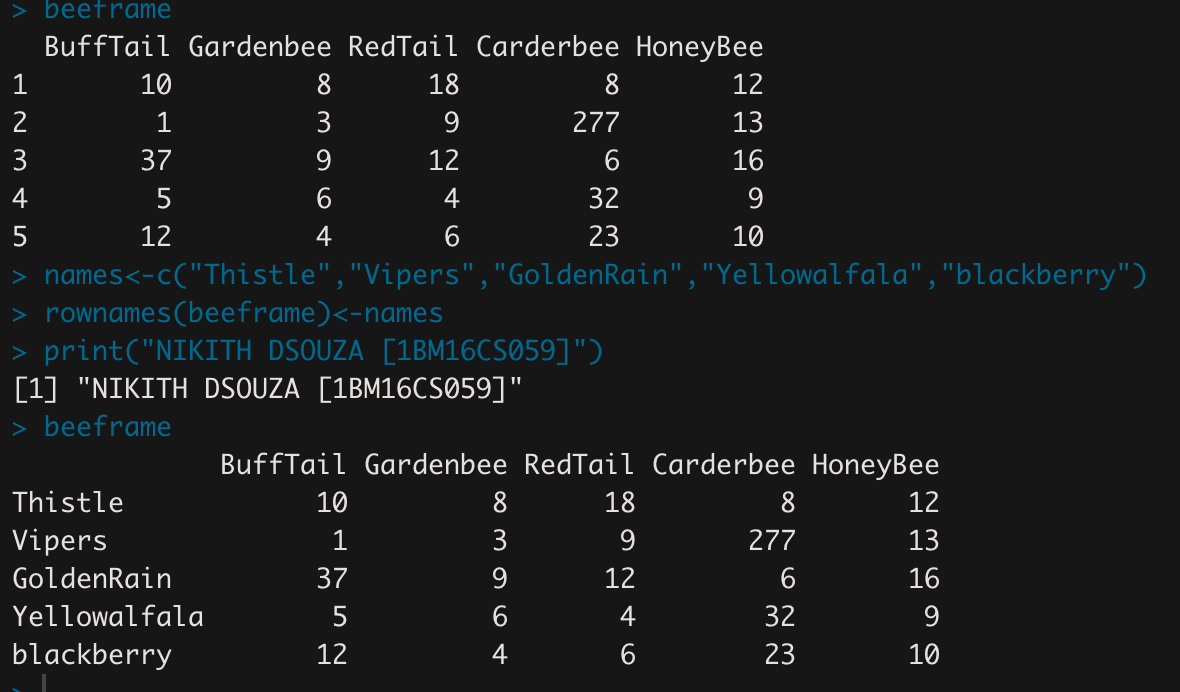 > beeframe
  BuffTail Gardenbee RedTail Carderbee HoneyBee
1       10         8      18         8       12
2        1         3       9       277       13
3       37         9      12         6       16
4        5         6       4        32        9
5       12         4       6        23       10
> names<-c("Thistle","Vipers","GoldenRain","Yellowalfala","blackberry")
> rownames(beeframe)<-names
> print("NIKITH DSOUZA [1BM16CS059]")
[1] "NIKITH DSOUZA [1BM16CS059]"
> beeframe
             BuffTail Gardenbee RedTail Carderbee HoneyBee
Thistle            10         8      18         8       12
Vipers              1         3       9       277       13
GoldenRain         37         9      12         6       16
Yellowalfala        5         6       4        32        9
blackberry         12         4       6        23       10
>